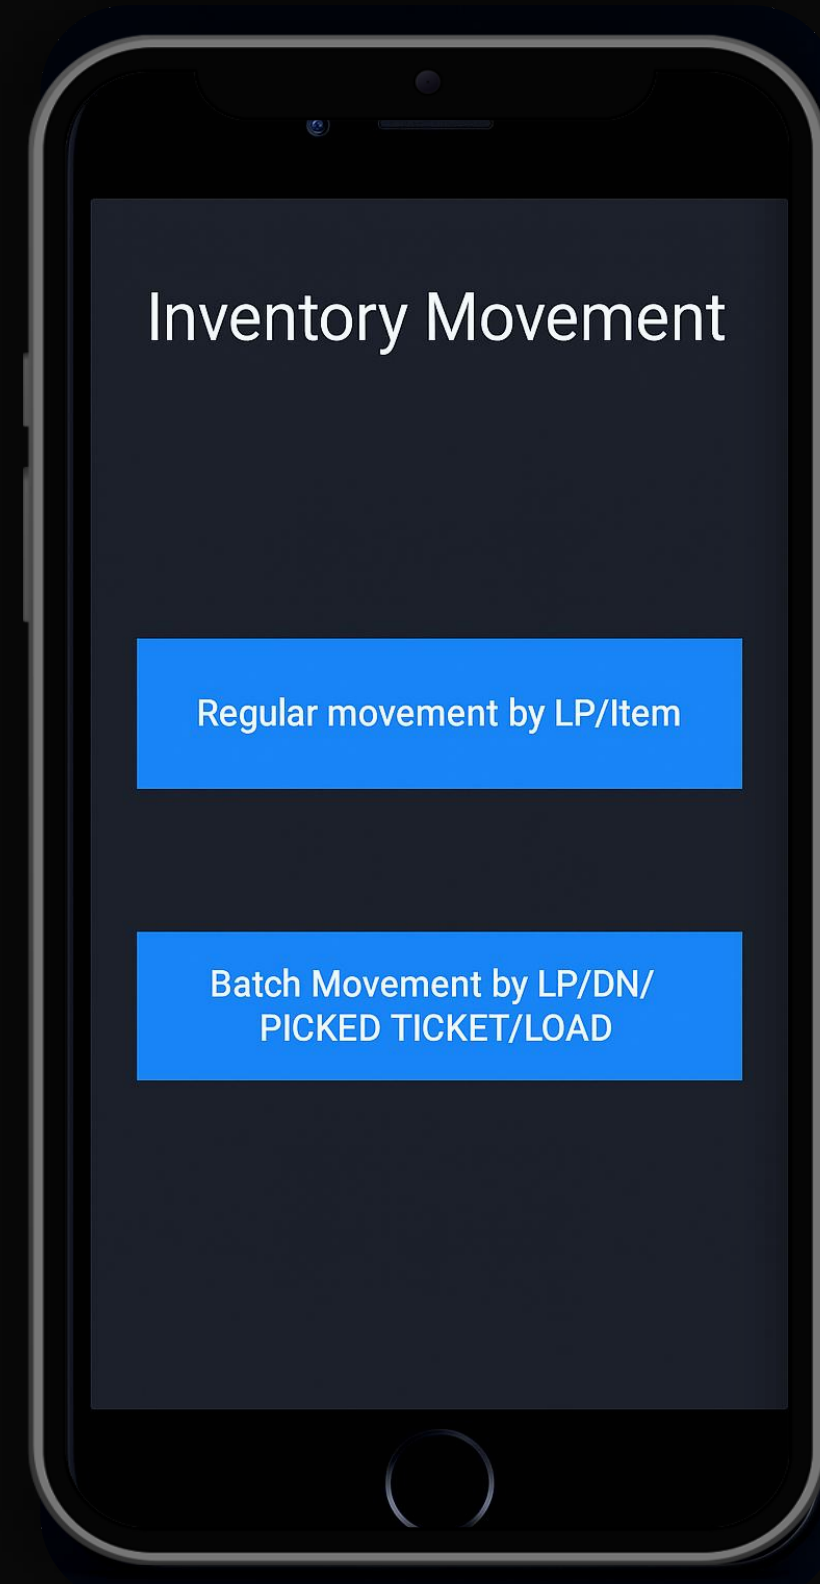 Inventory Movement
Regular movement by LP/Item
Batch Movement by LP/DN/
PICKED TICKET/LOAD